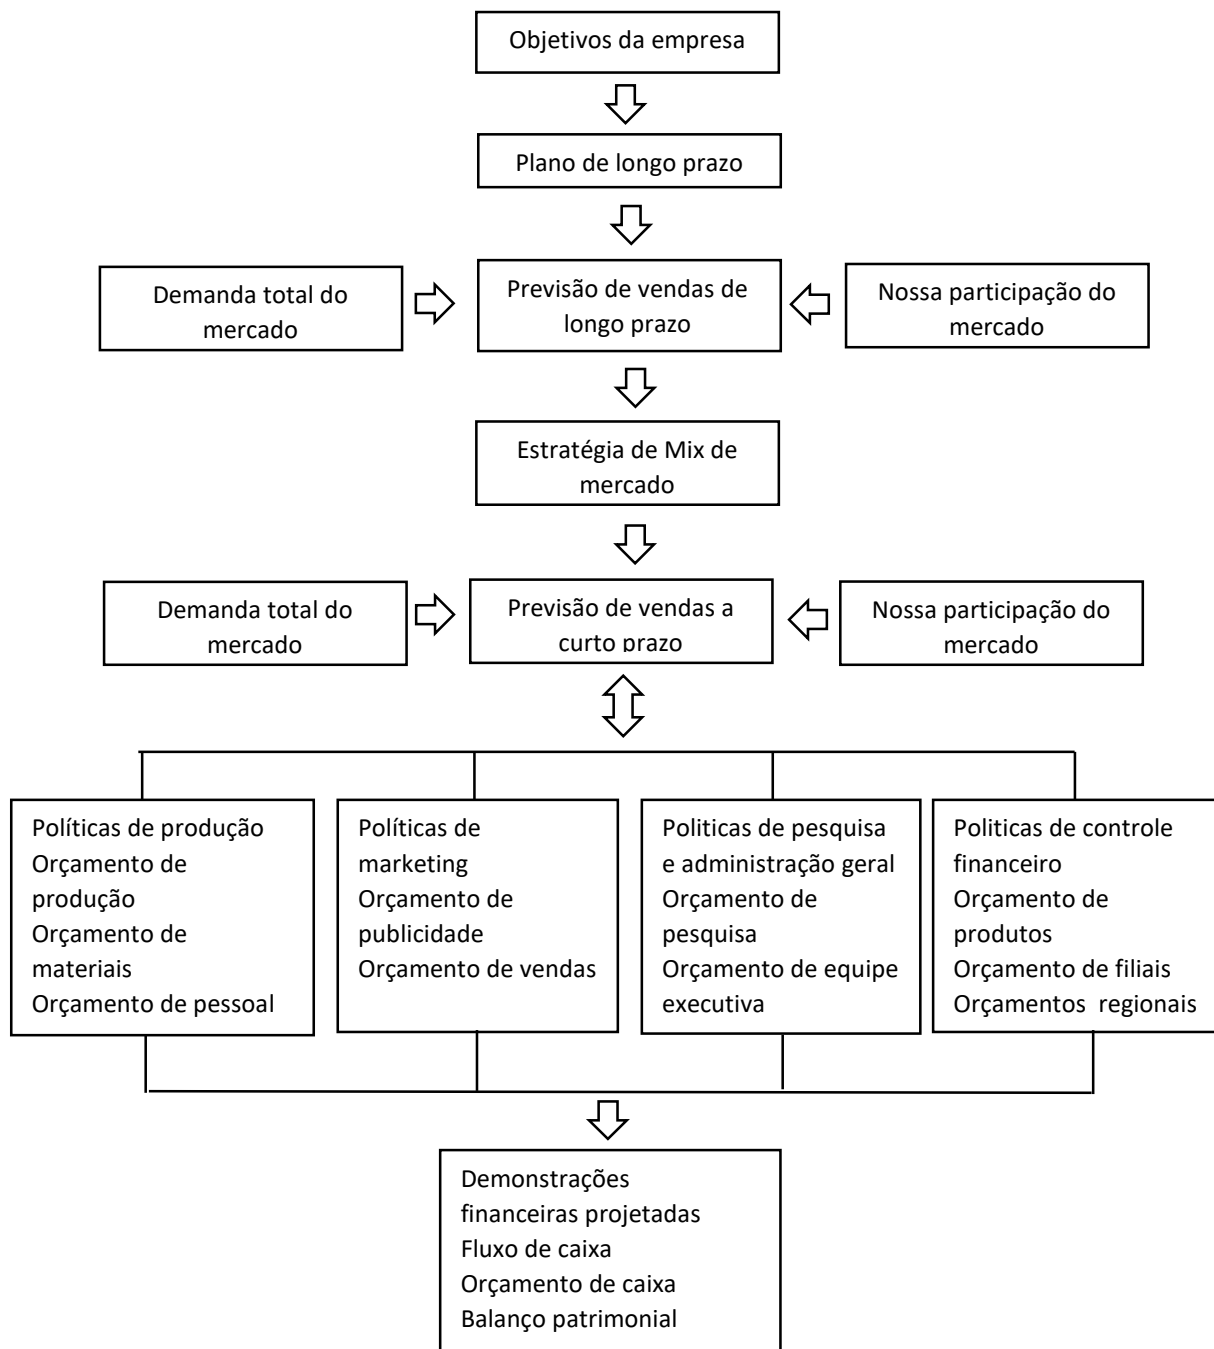 Objetivos da empresa
Plano de longo prazo
Demanda total do
mercado
Previsão de vendas de
longo prazo
Nossa participação do
mercado
Estratégia de Mix de
mercado
Demanda total do
mercado
Previsão de vendas a
curto prazo
Nossa participação do
mercado
Políticas de produção
Orçamento de
produção
Orçamento de
materiais
Orçamento de pessoal
Políticas de
marketing
Orçamento de
publicidade
Orçamento de vendas
Politicas de pesquisa
e administração geral
Orçamento de
pesquisa
Orçamento de equipe
executiva
Politicas de controle
financeiro
Orçamento de
produtos
Orçamento de filiais
Orçamentos  regionais
Demonstrações
financeiras projetadas
Fluxo de caixa
Orçamento de caixa
Balanço patrimonial